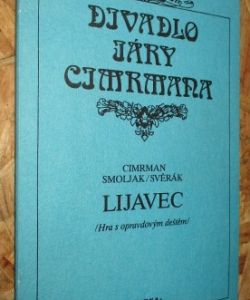 DIVADLO
JÁRY
CIMRMANA
CIMRMAN
SMOLJAK/SVĚRÁK
LIJAVEC
/Hra s opravdovým deštěm/